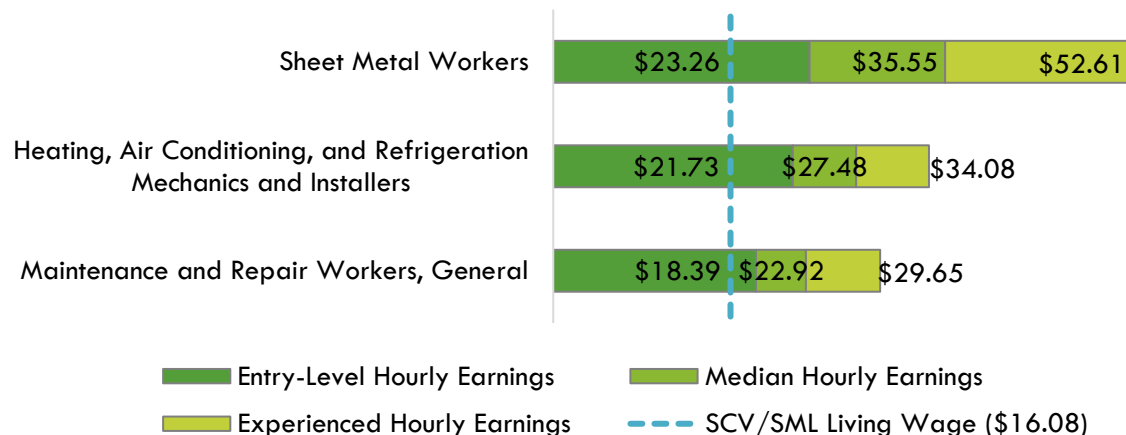 Sheet Metal Workers
$23.26
$35.55
$52.61
Heating, Air Conditioning, and Refrigeration
Mechanics and Installers
$21.73
$27.48
$34.08
Maintenance and Repair Workers, General
$18.39
$22.92
$29.65
Entry-Level Hourly Earnings
Median Hourly Earnings
Experienced Hourly Earnings
SCV/SML Living Wage ($16.08)